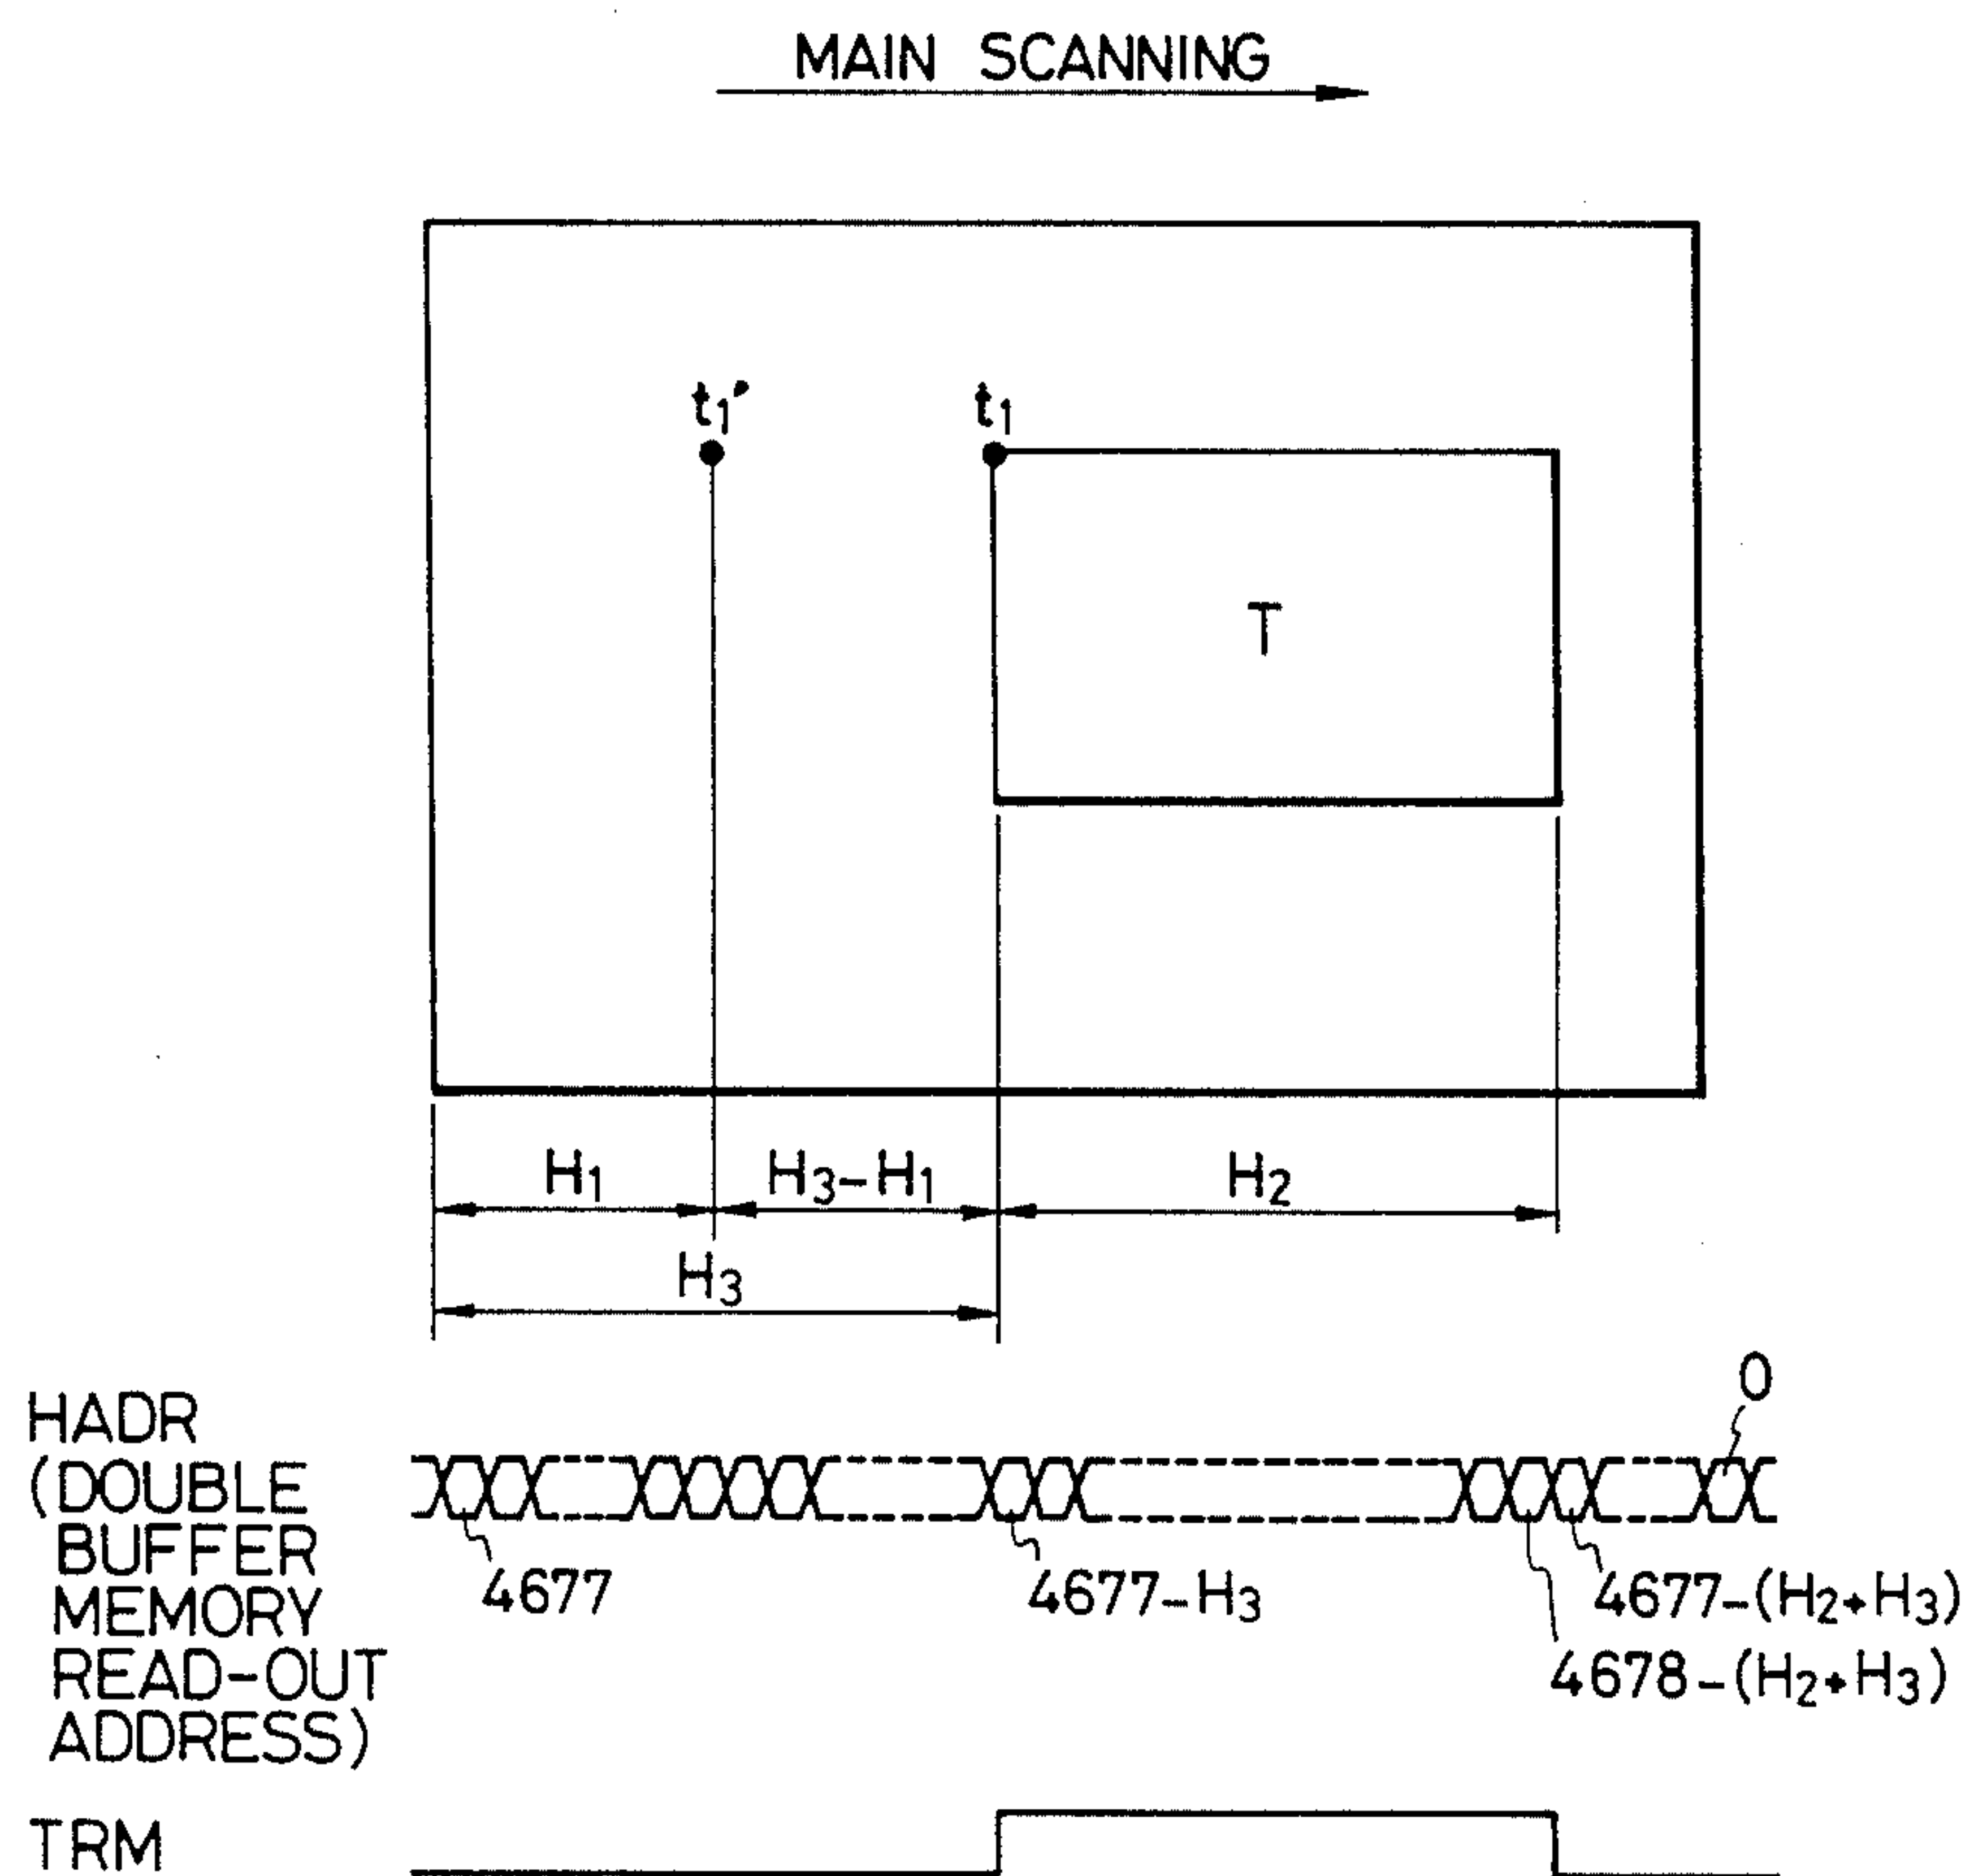 MAIN SCANNING
t₁′
t₁
T
H₁
H₃-H₁
H₂
H₃
0
HADR
(DOUBLE
BUFFER
MEMORY
READ-OUT
ADDRESS)
4677
4677-H₃
4677-(H₂+H₃)
4678-(H₂+H₃)
TRM